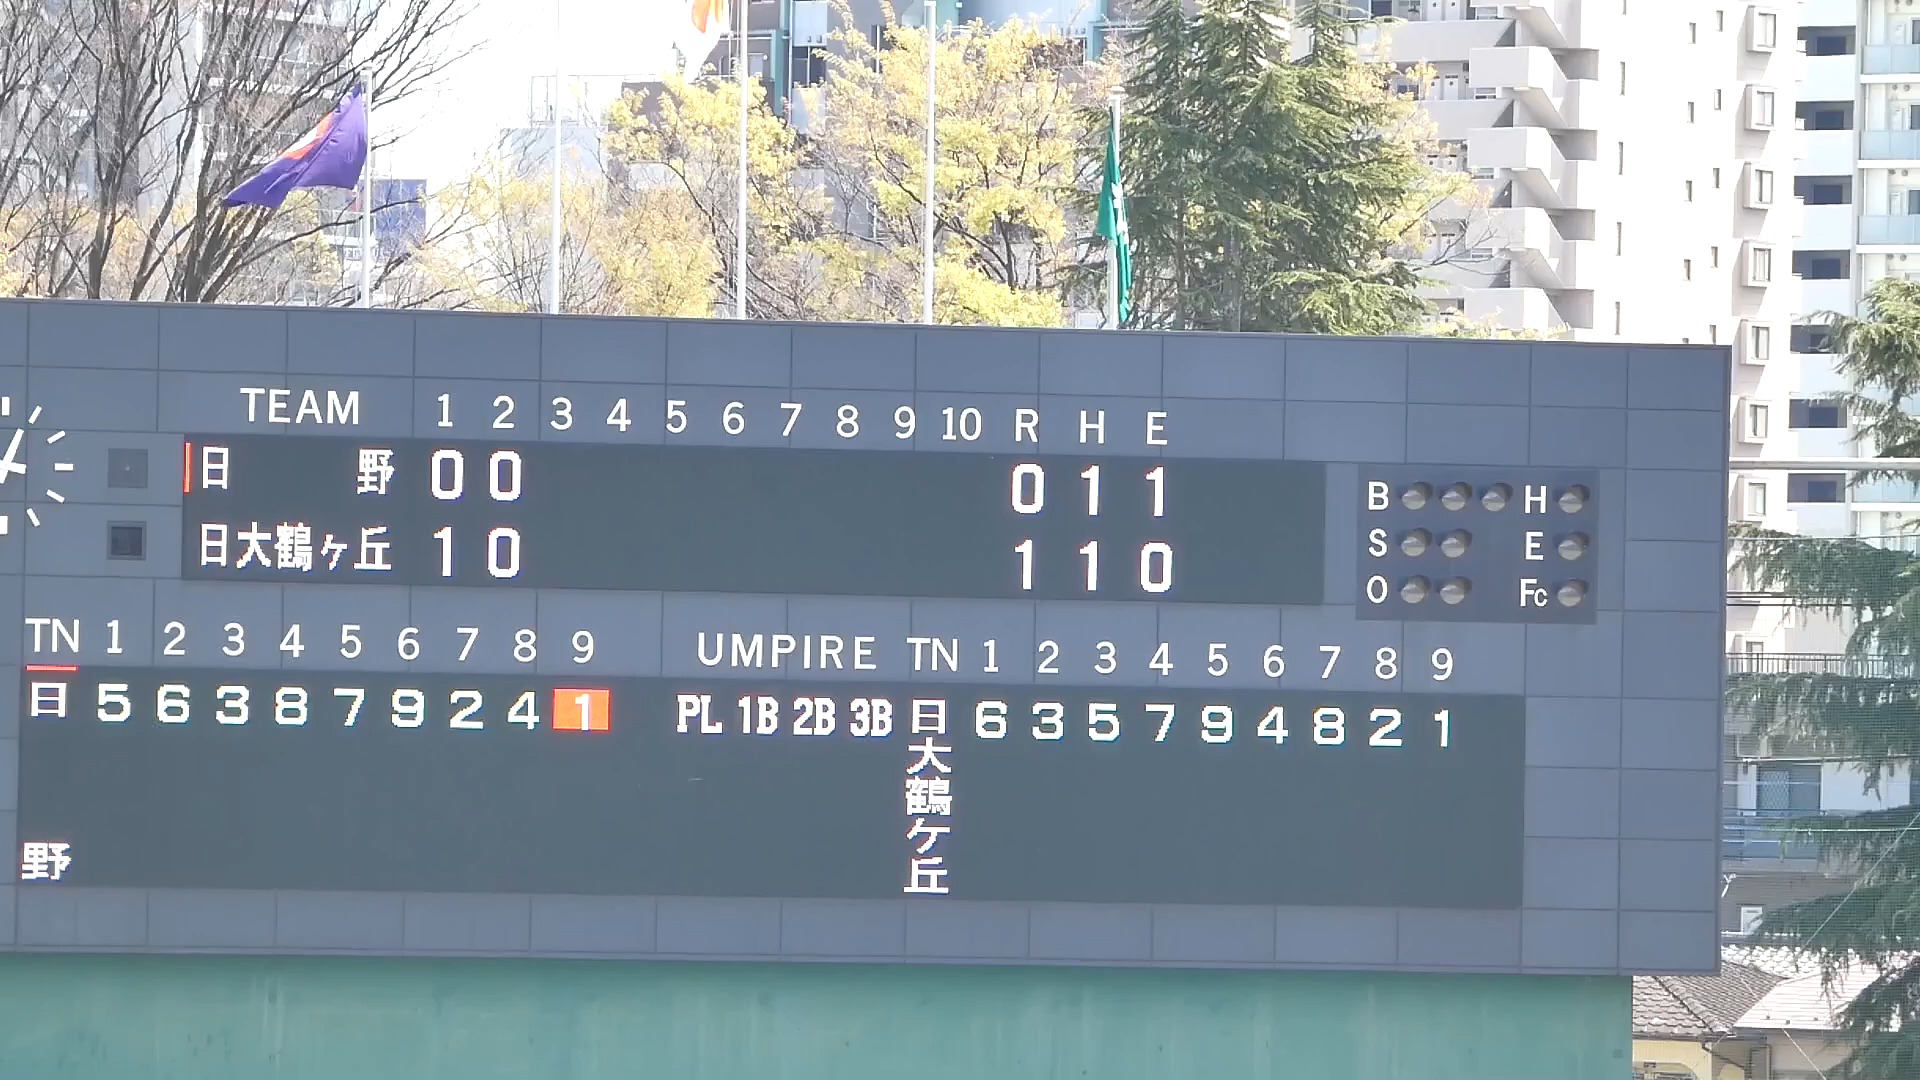 TEAM 1 2 3 4 5 6 7 8 9 10 R H E
日 野 0 0 0 1 1
日大鶴ヶ丘 1 0 1 1 0
B H
S E
O Fc
TN 1 2 3 4 5 6 7 8 9 UMPIRE TN 1 2 3 4 5 6 7 8 9
日野 5 6 3 8 7 9 2 4 1 PL 1B 2B 3B 日大鶴ケ丘 6 3 5 7 9 4 8 2 1